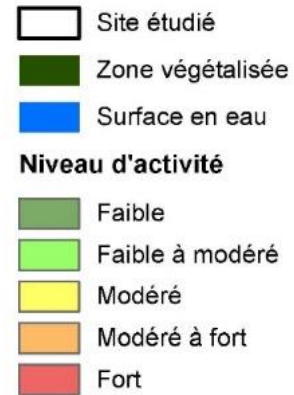 Site étudié
Zone végétalisée
Surface en eau
Niveau d'activité
Faible
Faible à modéré
Modéré
Modéré à fort
Fort